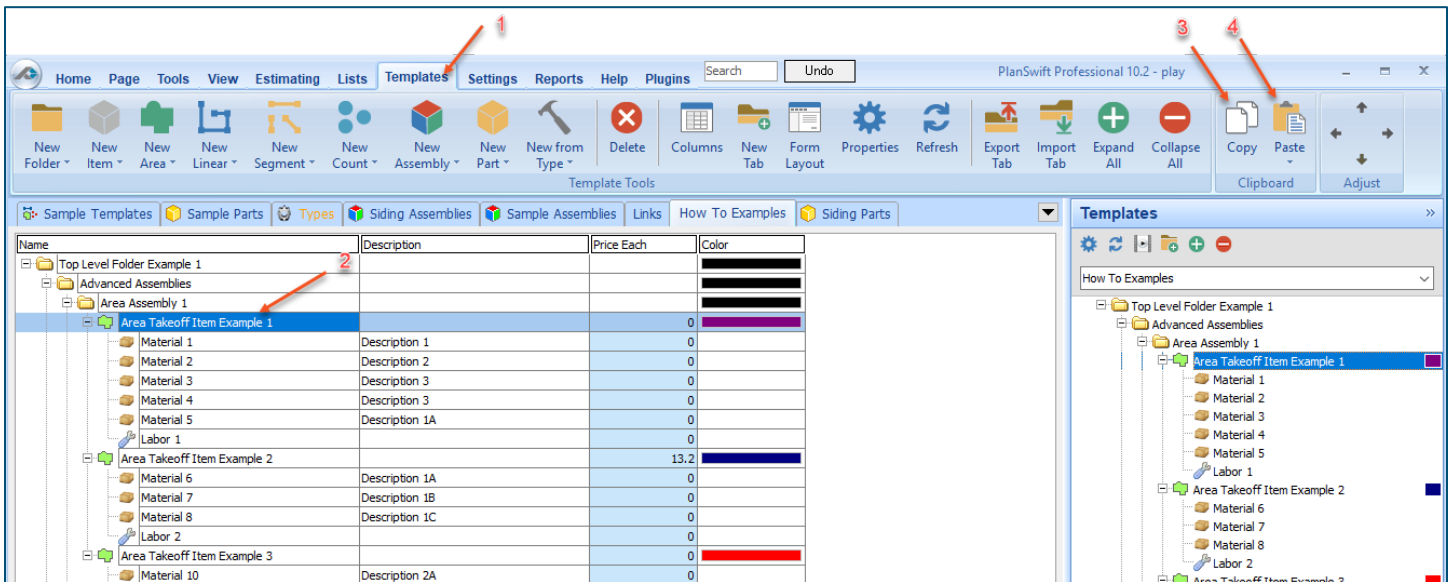 1
3
4
Home Page Tools View Estimating Lists Templates Settings Reports Help Plugins Search Undo PlanSwift Professional 10.2 - play
New Folder
New Item
New Area
New Linear
New Segment
New Count
New Assembly
New Part
New from Type
Delete
Columns
New Tab
Form Layout
Properties
Refresh
Export Tab
Import Tab
Expand All
Collapse All
Copy
Paste
Template Tools
Clipboard
Adjust
Sample Templates Sample Parts Types Siding Assemblies Sample Assemblies Links How To Examples Siding Parts
Name Description Price Each Color
Top Level Folder Example 1
2
Advanced Assemblies
Area Assembly 1
Area Takeoff Item Example 1 0
Material 1 Description 1 0
Material 2 Description 2 0
Material 3 Description 3 0
Material 4 Description 3 0
Material 5 Description 1A 0
Labor 1 0
Area Takeoff Item Example 2 13.2
Material 6 Description 1A 0
Material 7 Description 1B 0
Material 8 Description 1C 0
Labor 2 0
Area Takeoff Item Example 3 0
Material 10 Description 2A 0
Templates
How To Examples
Top Level Folder Example 1
Advanced Assemblies
Area Assembly 1
Area Takeoff Item Example 1
Material 1
Material 2
Material 3
Material 4
Material 5
Labor 1
Area Takeoff Item Example 2
Material 6
Material 7
Material 8
Labor 2
Area Takeoff Item Example 3